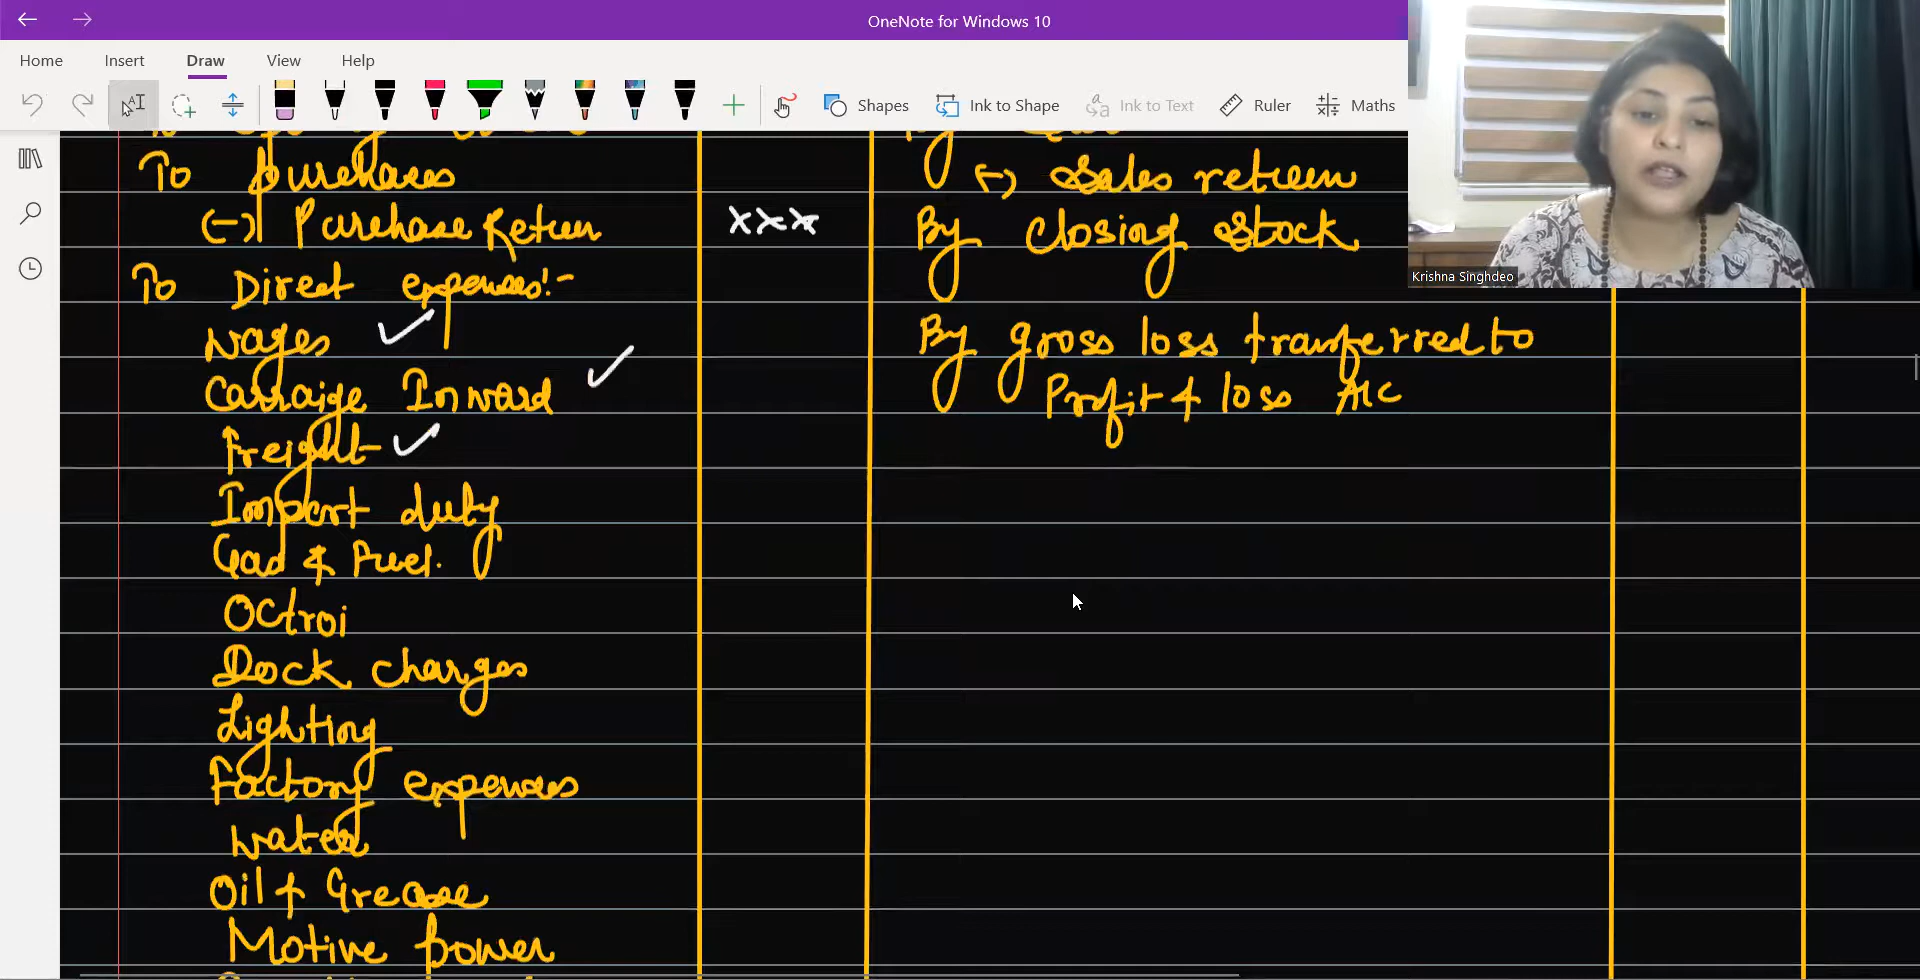 OneNote for Windows 10
Home Insert Draw View Help
Shapes Ink to Shape Ink to Text Ruler Maths
Krishna Singhdeo
To purchases
(-) Purchase Return xxx
To Direct expenses:-
Wages
Carraige Inward
Freight
Import duty
Gas & Fuel.
Octroi
Dock charges
Lighting
Factory expenses
Water
Oil & Grease
Motive power
(-) Sales return
By Closing Stock
By gross loss transferred to
Profit & loss A/c